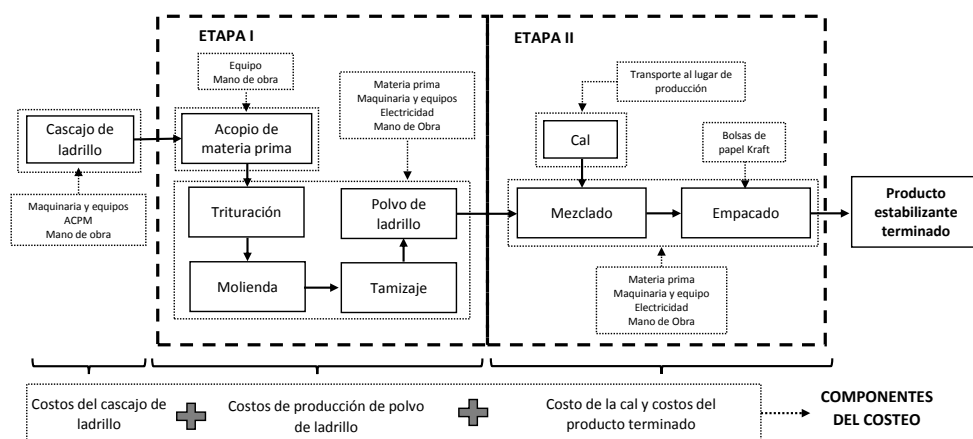 ETAPA I
ETAPA II
Equipo
Mano de obra
Materia prima
Maquinaria y equipos
Electricidad
Mano de Obra
Transporte al lugar de
producción
Cascajo de
ladrillo
Acopio de
materia prima
Cal
Bolsas de
papel Kraft
Maquinaria y equipos
ACPM
Mano de obra
Trituración
Polvo de
ladrillo
Mezclado
Empacado
Producto
estabilizante
terminado
Molienda
Tamizaje
Materia prima
Maquinaria y equipo
Electricidad
Mano de Obra
Costos del cascajo de
ladrillo
Costos de producción de polvo
de ladrillo
Costo de la cal y costos del
producto terminado
COMPONENTES
DEL COSTEO